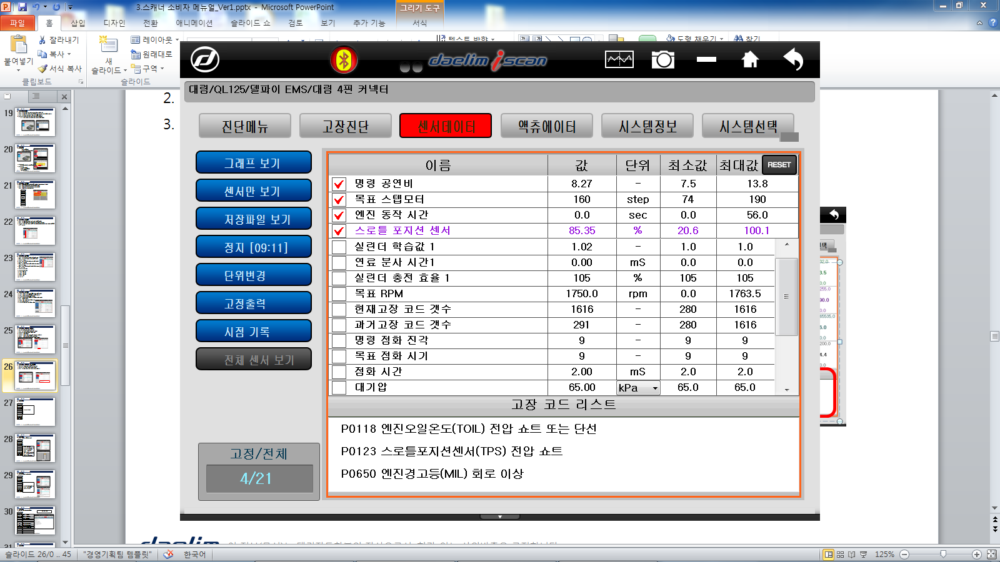 3.스캐너 소비자 메뉴얼_Ver1.pptx - Microsoft PowerPoint
그리기 도구
파일 홈 삽입 디자인 전환 애니메이션 슬라이드 쇼 검토 보기 추가 기능 서식
붙여넣기
잘라내기
복사
서식 복사
클립보드
새 슬라이드
레이아웃
원래대로
구역
슬라이드
텍스트 방향
도형 채우기
찾기
2.
3.
daelim iscan
대림/QL125/델파이 EMS/대림 4핀 커넥터
진단메뉴 고장진단 센서데이터 액츄에이터 시스템정보 시스템선택
그래프 보기
센서만 보기
저장파일 보기
정지 [09:11]
단위변경
고정출력
시점 기록
전체 센서 보기
고정/전체
4/21
이름 값 단위 최소값 최대값 RESET
명령 공연비 8.27 - 7.5 13.8
목표 스텝모터 160 step 74 190
엔진 동작 시간 0.0 sec 0.0 56.0
스로틀 포지션 센서 85.35 % 20.6 100.1
실린더 학습값 1 1.02 - 1.0 1.0
연료 분사 시간1 0.00 mS 0.0 0.0
실린더 충전 효율 1 105 % 105 105
목표 RPM 1750.0 rpm 0.0 1763.5
현재고장 코드 갯수 1616 - 280 1616
과거고장 코드 갯수 291 - 280 1616
명령 점화 진각 9 - 9 9
목표 점화 시기 9 - 9 9
점화 시간 2.00 mS 2.0 2.0
대기압 65.00 kPa 65.0 65.0
고장 코드 리스트
P0118 엔진오일온도(TOIL) 전압 쇼트 또는 단선
P0123 스로틀포지션센서(TPS) 전압 쇼트
P0650 엔진경고등(MIL) 회로 이상
19
20
21
22
23
24
25
26
27
28
29
30
daelim
슬라이드 26/0 .. 45 "경영기획팀 템플릿" 한국어 125%